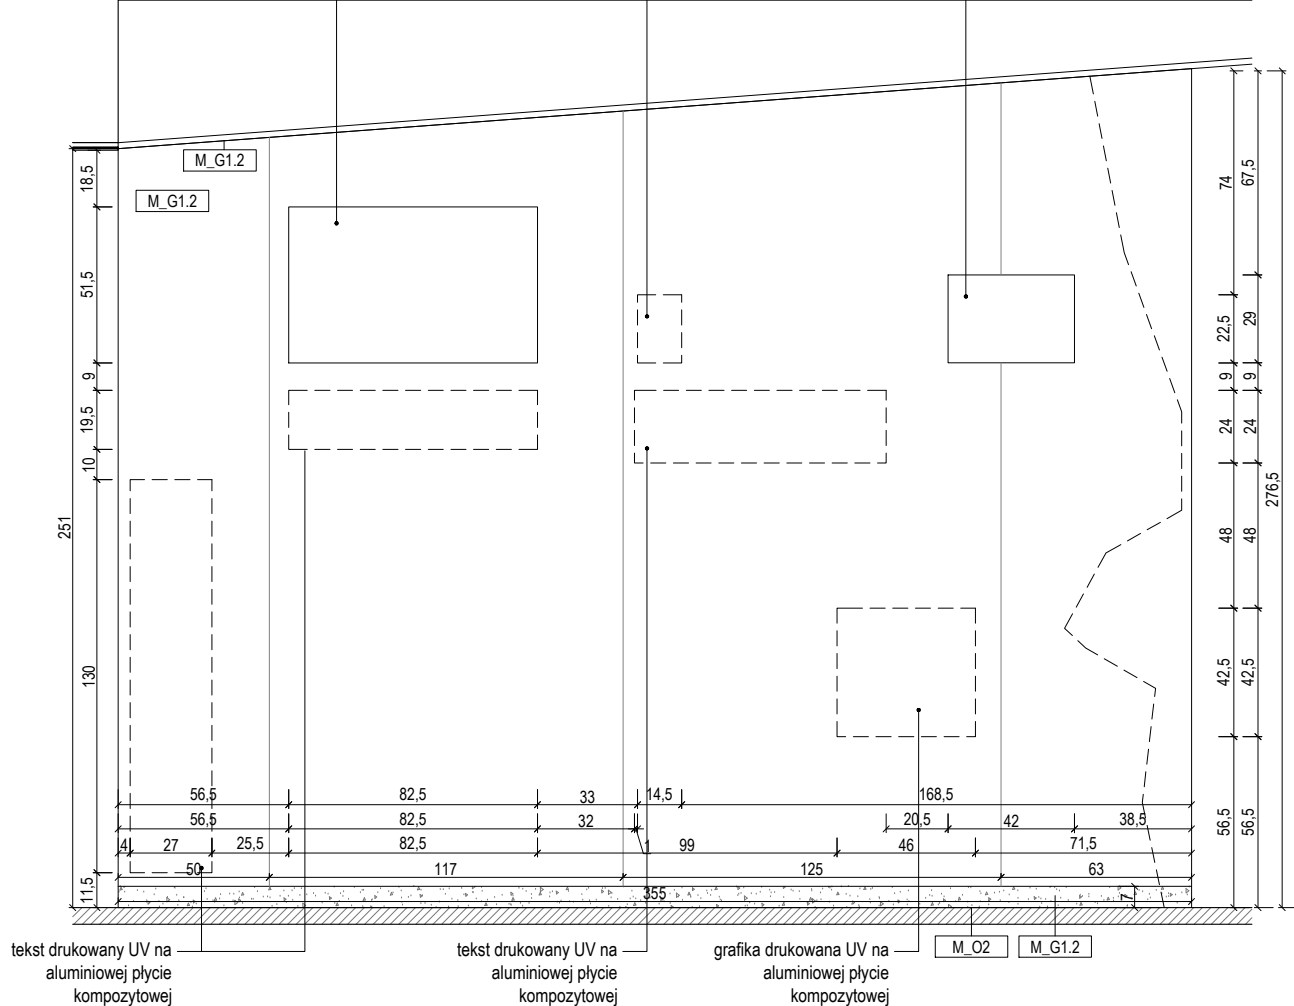 M_G1.2
M_G1.2
18,5
51,5
9
19,5
10
130
11,5
251
74
22,5
9
24
48
42,5
56,5
67,5
29
9
24
48
42,5
56,5
276,5
56,5 82,5 33 14,5 168,5
56,5 82,5 32 20,5 42 38,5
4 27 25,5 82,5 1 99 46 71,5
50 117 125 63
355
7
tekst drukowany UV na
aluminiowej płycie
kompozytowej
tekst drukowany UV na
aluminiowej płycie
kompozytowej
grafika drukowana UV na
aluminiowej płycie
kompozytowej
M_O2
M_G1.2